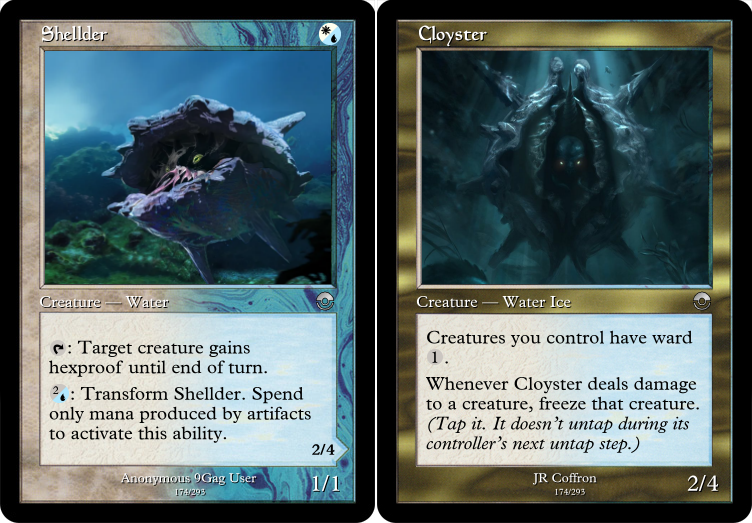 Shellder
Creature — Water
: Target creature gains
hexproof until end of turn.
2: Transform Shellder. Spend
only mana produced by artifacts
to activate this ability.
2/4
Anonymous 9Gag User
174/293
1/1
Cloyster
Creature — Water Ice
Creatures you control have ward
1.
Whenever Cloyster deals damage
to a creature, freeze that creature.
(Tap it. It doesn't untap during its
controller's next untap step.)
JR Coffron
174/293
2/4